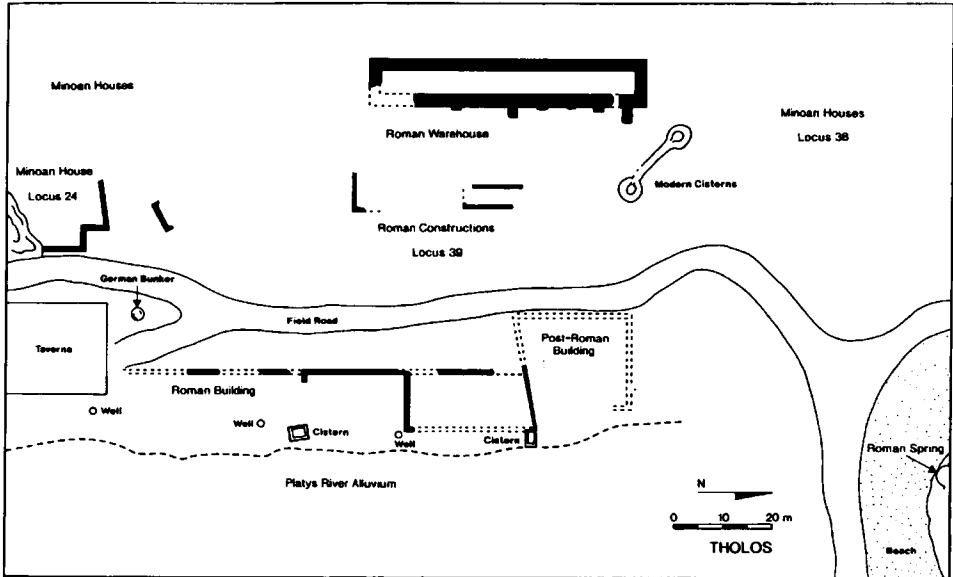 Minoan Houses
Roman Warehouse
Minoan Houses
Locus 36
Minoan House
Locus 24
Modern Cisterns
Roman Constructions
Locus 39
German Bunker
Field Road
Taverna
Post-Roman
Building
Roman Building
Well
Well
Cistern
Well
Cistern
Roman Spring
Platys River Alluvium
N
0 10 20 m
THOLOS
Beach